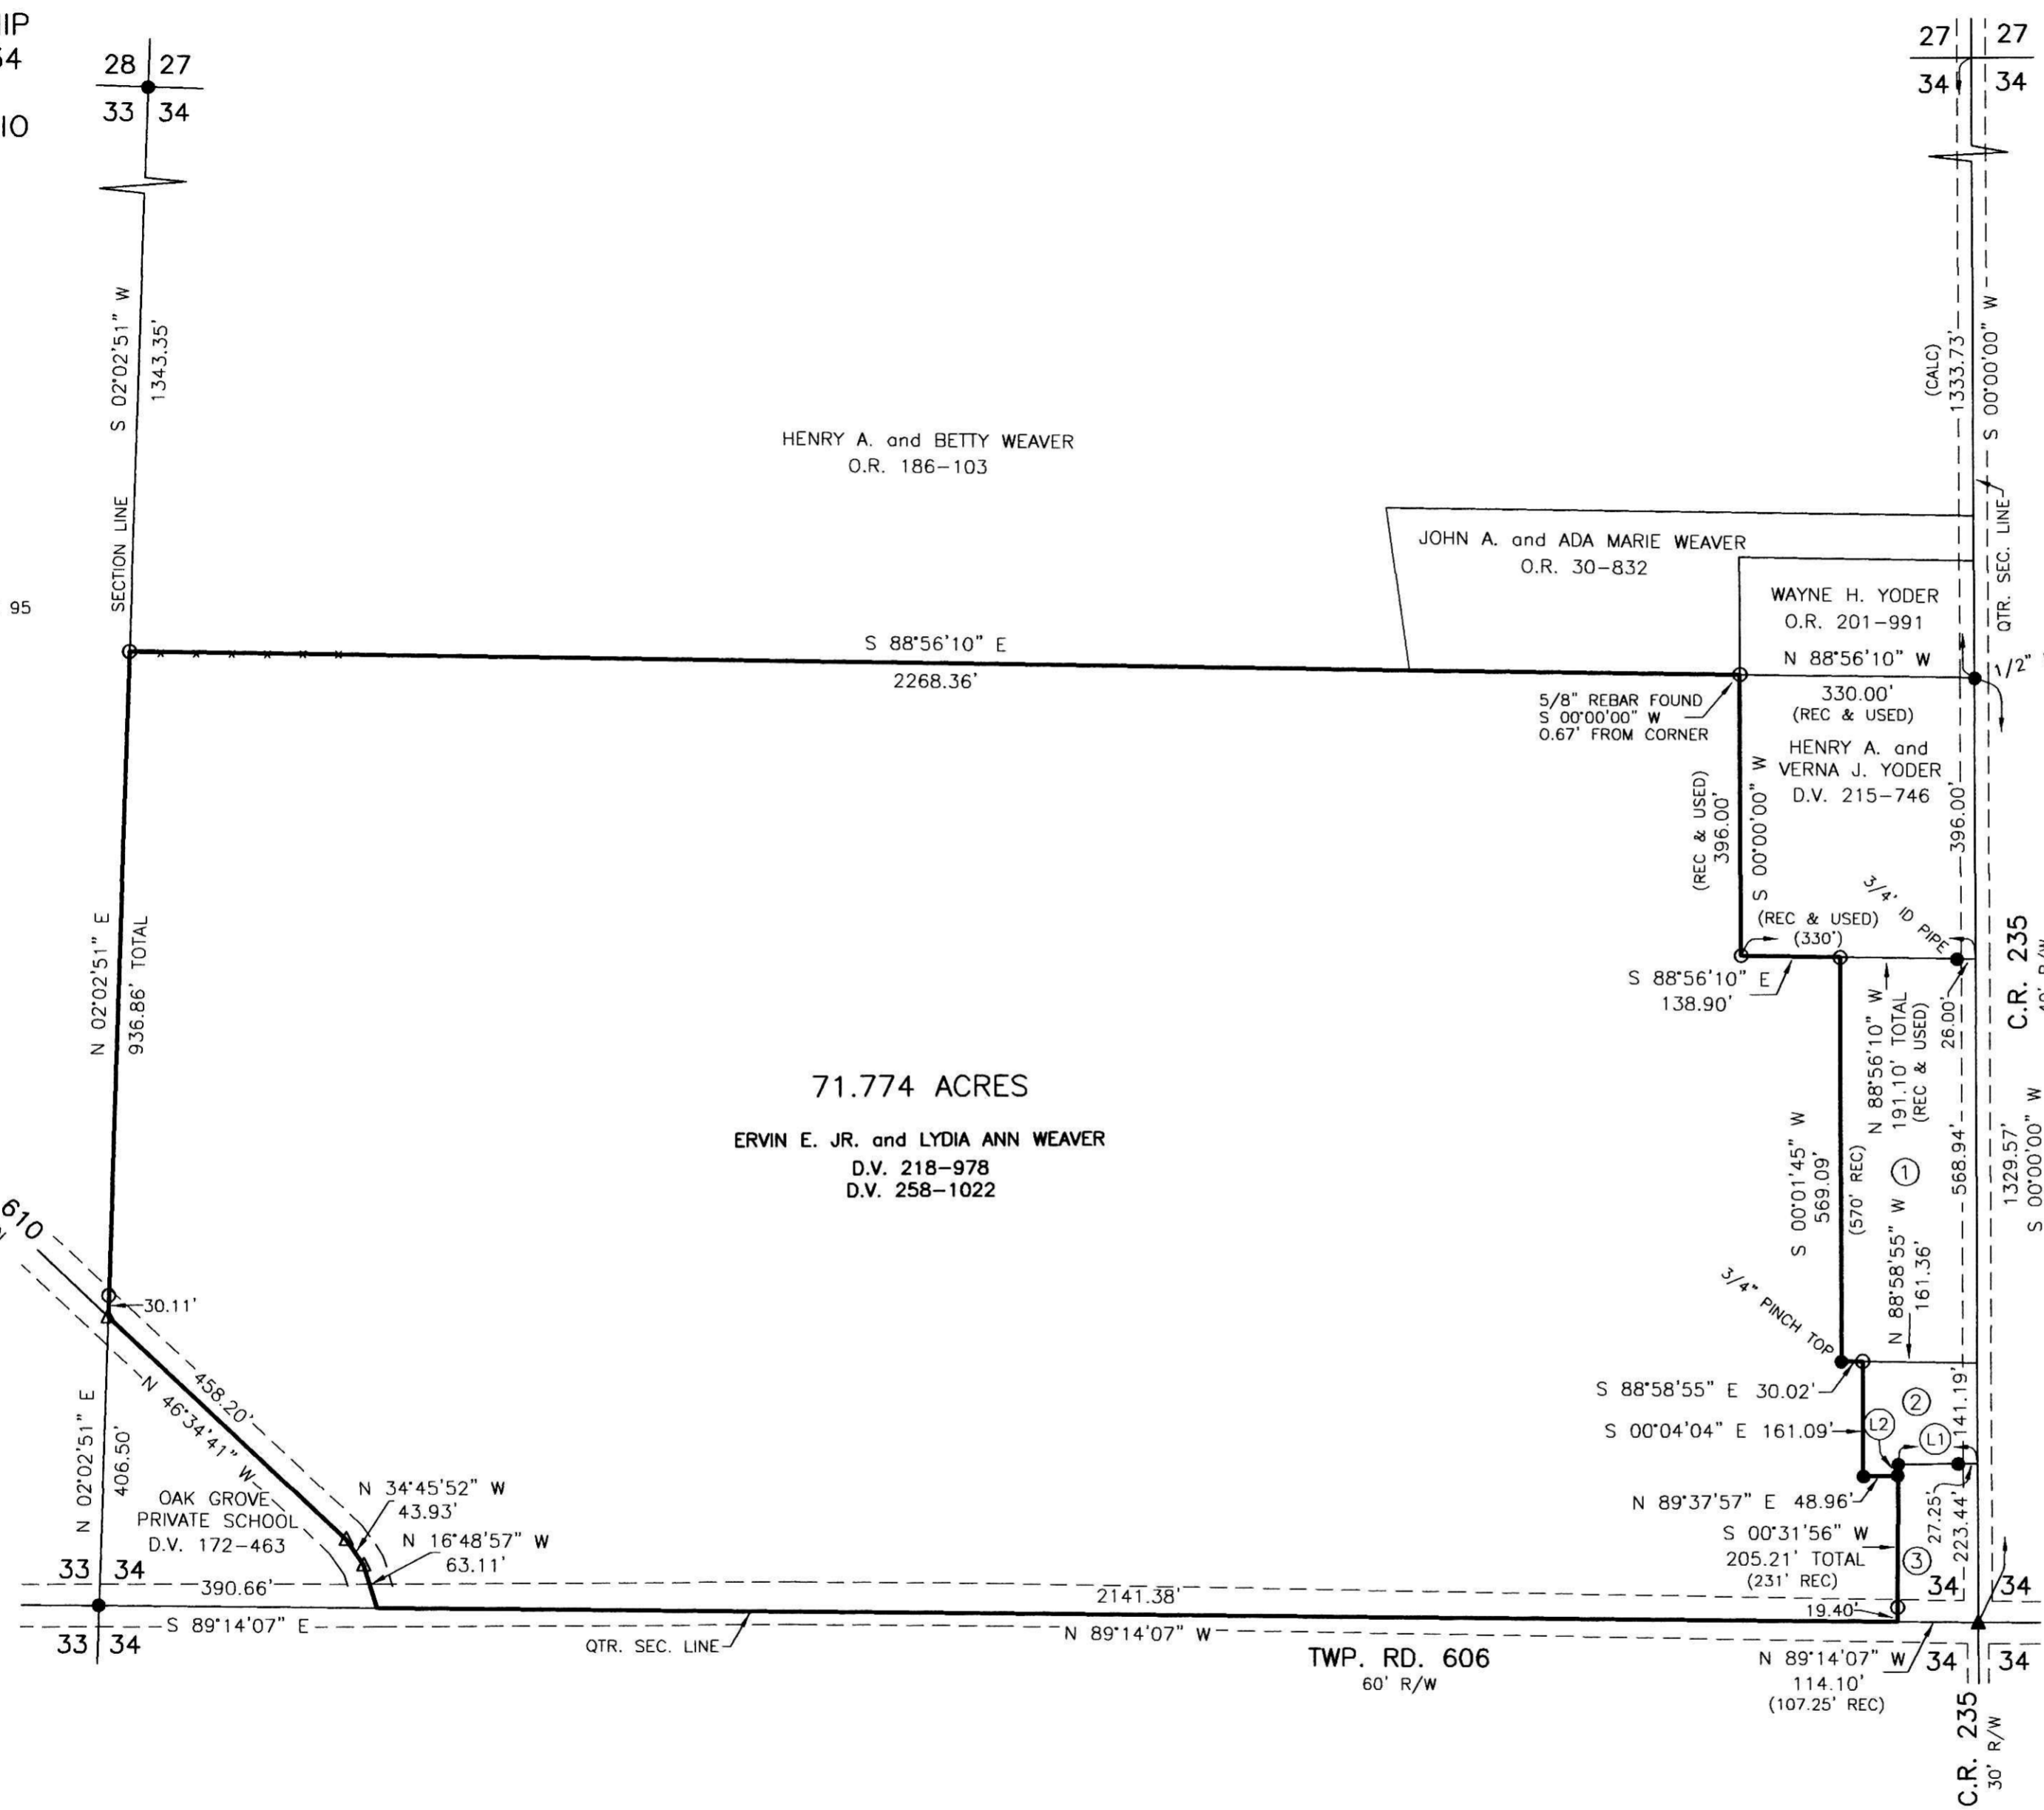 IP
34
10
28 27
33 34
27 27
34 34
S 02°02'51" W
1343.35'
SECTION LINE
(CALC)
1333.73'
S 00°00'00" W
QTR. SEC. LINE
HENRY A. and BETTY WEAVER
O.R. 186-103
JOHN A. and ADA MARIE WEAVER
O.R. 30-832
WAYNE H. YODER
O.R. 201-991
95
S 88°56'10" E
2268.36'
N 88°56'10" W
330.00'
(REC & USED)
1/2"
5/8" REBAR FOUND
S 00°00'00" W
0.67' FROM CORNER
HENRY A. and
VERNA J. YODER
D.V. 215-746
(REC & USED)
396.00'
S 00°00'00" W
396.00'
3/4' ID PIPE
(REC & USED)
(330')
S 88°56'10" E
138.90'
N 88°56'10" W
191.10' TOTAL
(REC & USED)
26.00'
C.R. 235
40' R/W
N 02°02'51" E
936.86' TOTAL
71.774 ACRES
ERVIN E. JR. and LYDIA ANN WEAVER
D.V. 218-978
D.V. 258-1022
S 00°01'45" W
569.09'
(570' REC)
1
568.94'
1329.57'
S 00°00'00" W
N 88°58'55" W
161.36'
3/4" PINCH TOP
610
30.11'
458.20'
N 46°34'41" W
N 02°02'51" E
406.50'
S 88°58'55" E 30.02'
2
141.19'
S 00°04'04" E 161.09'
L2
L1
N 34°45'52" W
43.93'
N 16°48'57" W
63.11'
OAK GROVE
PRIVATE SCHOOL
D.V. 172-463
N 89°37'57" E 48.96'
27.25'
223.44'
S 00°31'56" W
205.21' TOTAL
(231' REC)
3
33 34
390.66'
2141.38'
19.40'
34 34
S 89°14'07" E
33 34
QTR. SEC. LINE
N 89°14'07" W
TWP. RD. 606
60' R/W
N 89°14'07" W
114.10'
(107.25' REC)
34 34
C.R. 235
30' R/W